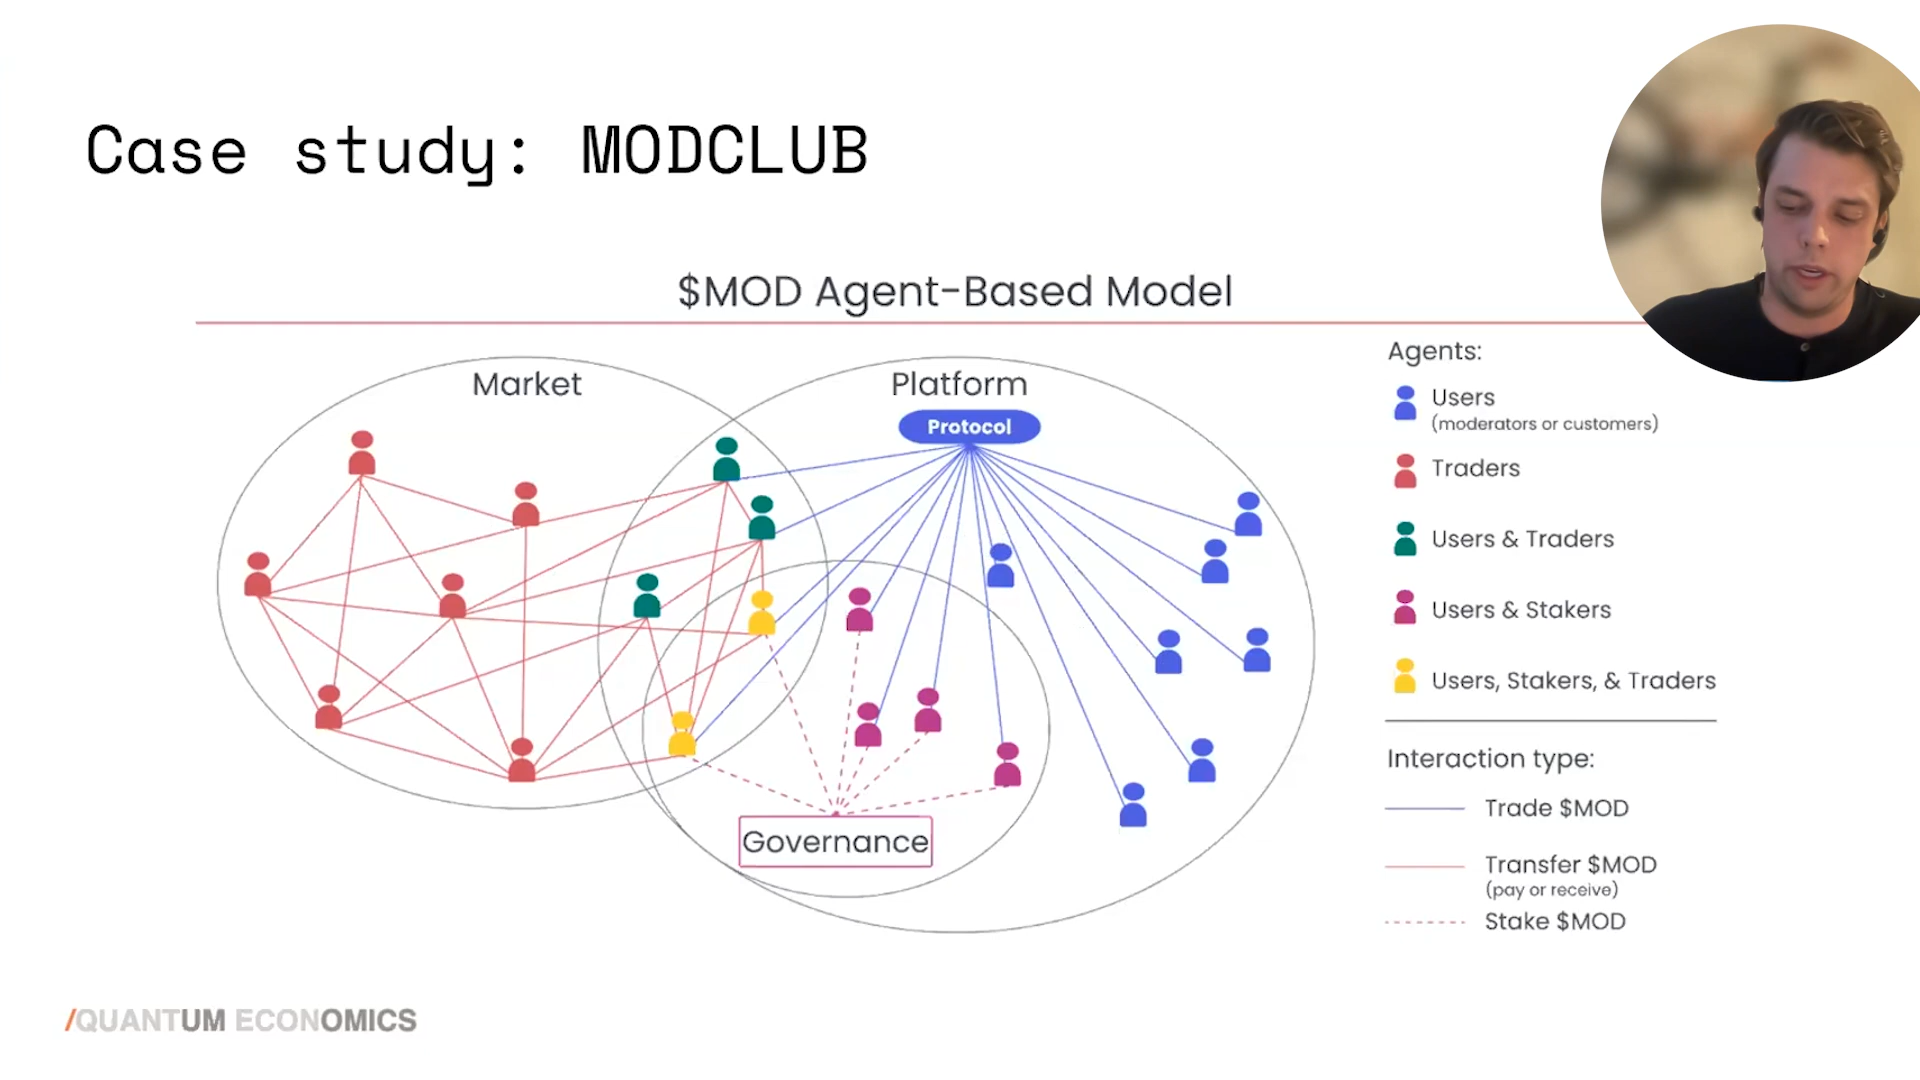 Case study: MODCLUB
$MOD Agent-Based Model
Market
Platform
Protocol
Governance
Agents:
Users
(moderators or customers)
Traders
Users & Traders
Users & Stakers
Users, Stakers, & Traders
Interaction type:
Trade $MOD
Transfer $MOD
(pay or receive)
Stake $MOD
/QUANTUM ECONOMICS